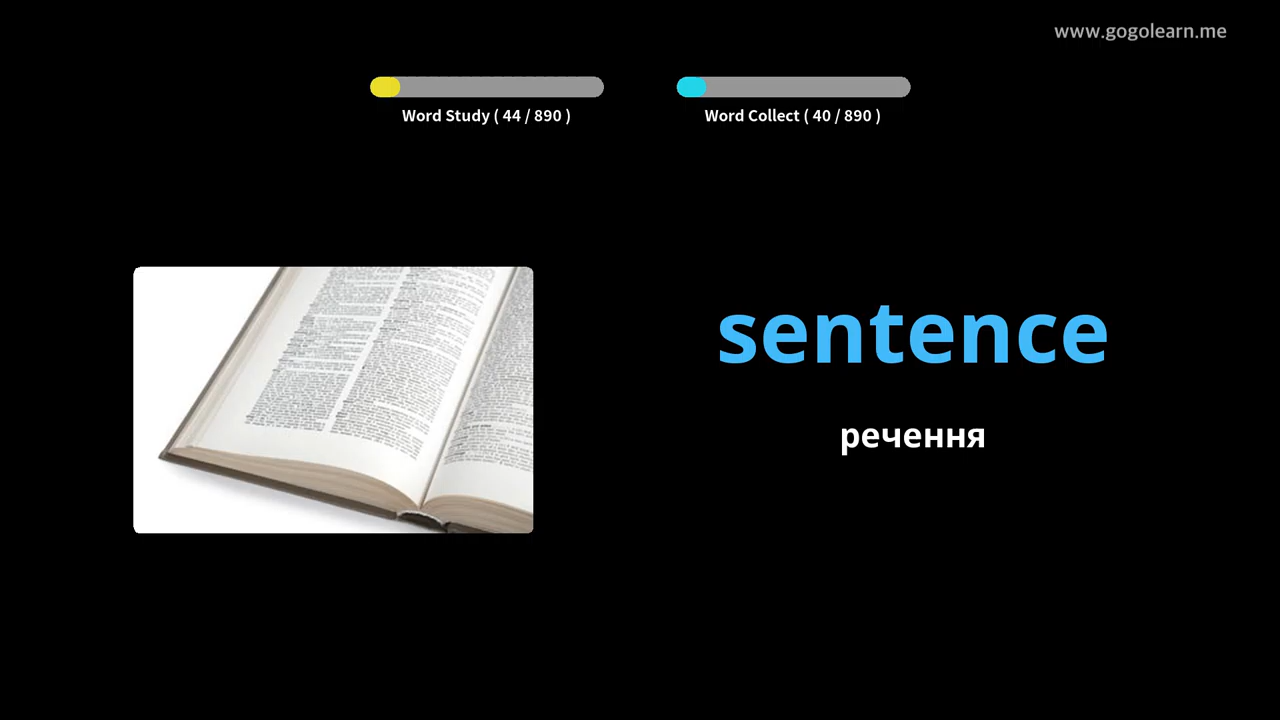 www.gogolearn.me
Word Study ( 44 / 890 )
Word Collect ( 40 / 890 )
sentence
речення